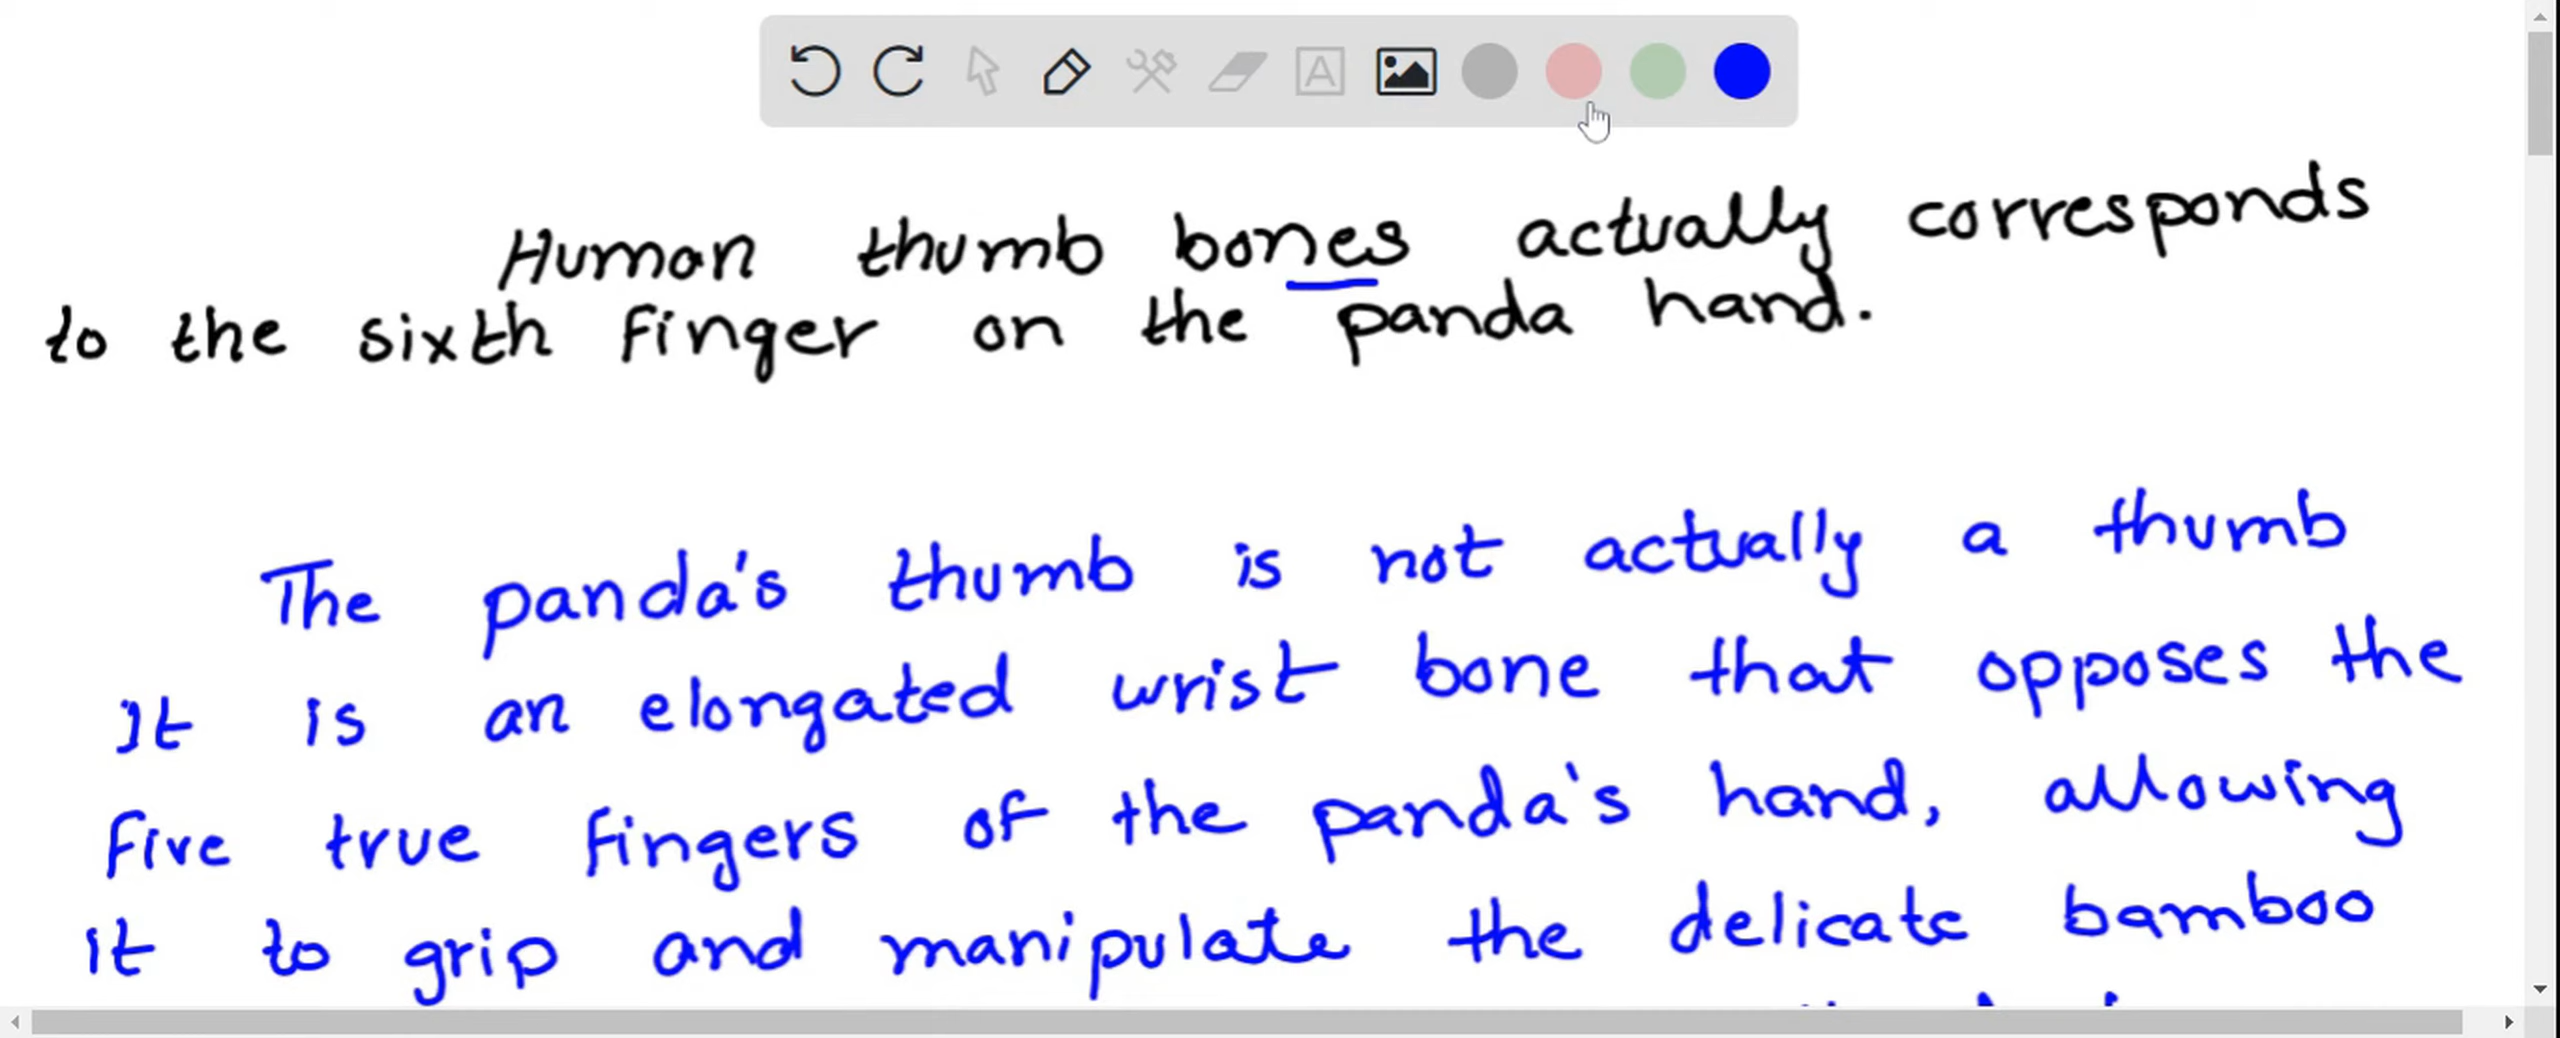 Human thumb bones actually corresponds
to the sixth finger on the panda hand.
The panda's thumb is not actually a thumb
It is an elongated wrist bone that opposes the
five true fingers of the panda's hand, allowing
it to grip and manipulate the delicate bamboo